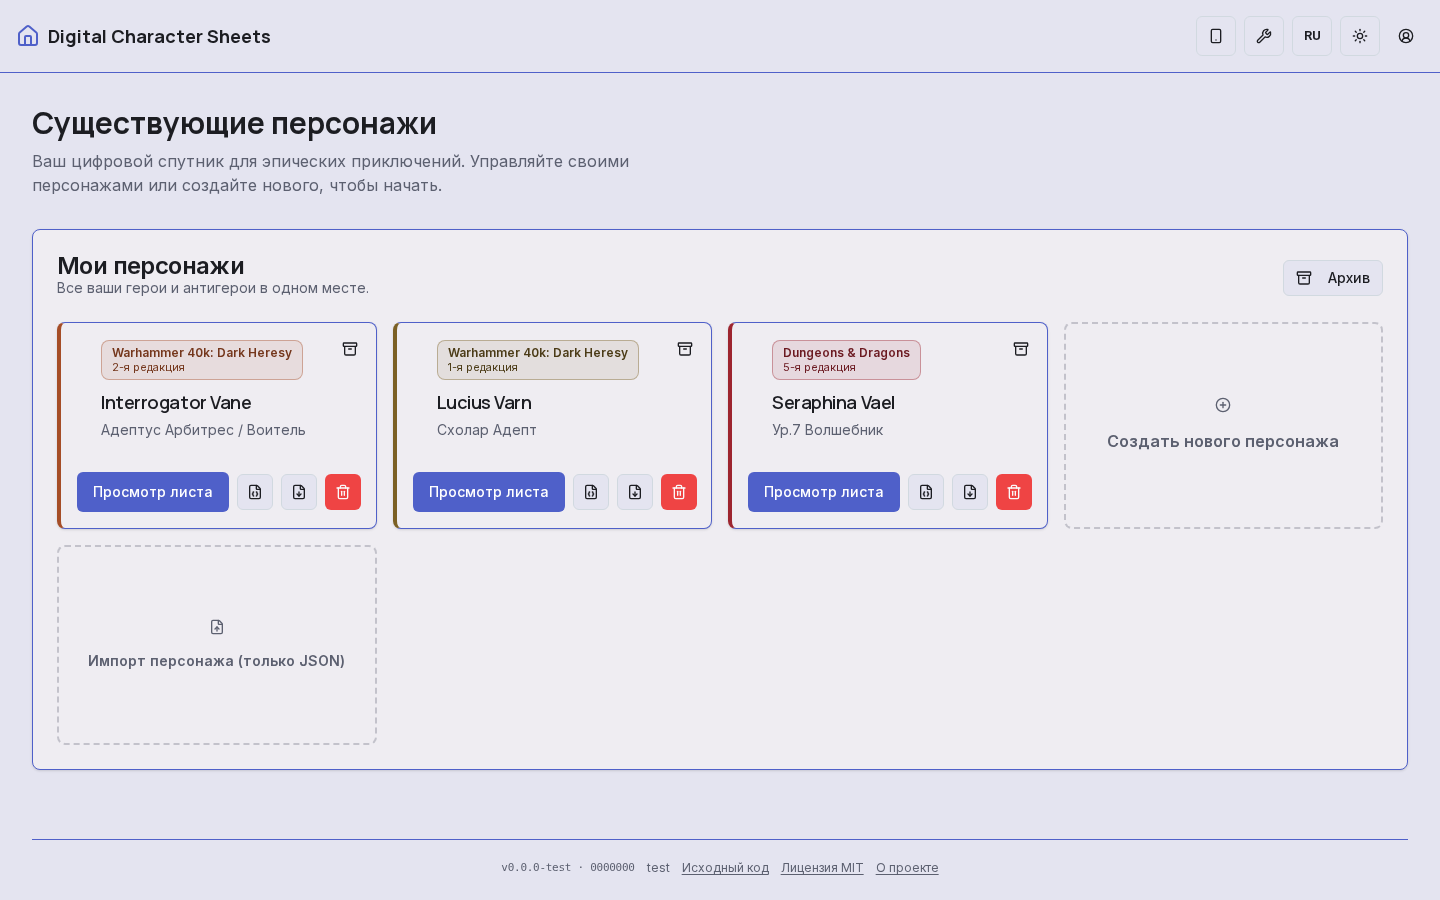 Digital Character Sheets
RU
Существующие персонажи
Ваш цифровой спутник для эпических приключений. Управляйте своими
персонажами или создайте нового, чтобы начать.
Мои персонажи
Все ваши герои и антигерои в одном месте.
Архив
Warhammer 40k: Dark Heresy
2-я редакция
Interrogator Vane
Адептус Арбитрес / Воитель
Просмотр листа
Warhammer 40k: Dark Heresy
1-я редакция
Lucius Varn
Схолар Адепт
Просмотр листа
Dungeons & Dragons
5-я редакция
Seraphina Vael
Ур.7 Волшебник
Просмотр листа
Создать нового персонажа
Импорт персонажа (только JSON)
v0.0.0-test · 0000000 test Исходный код Лицензия MIT О проекте